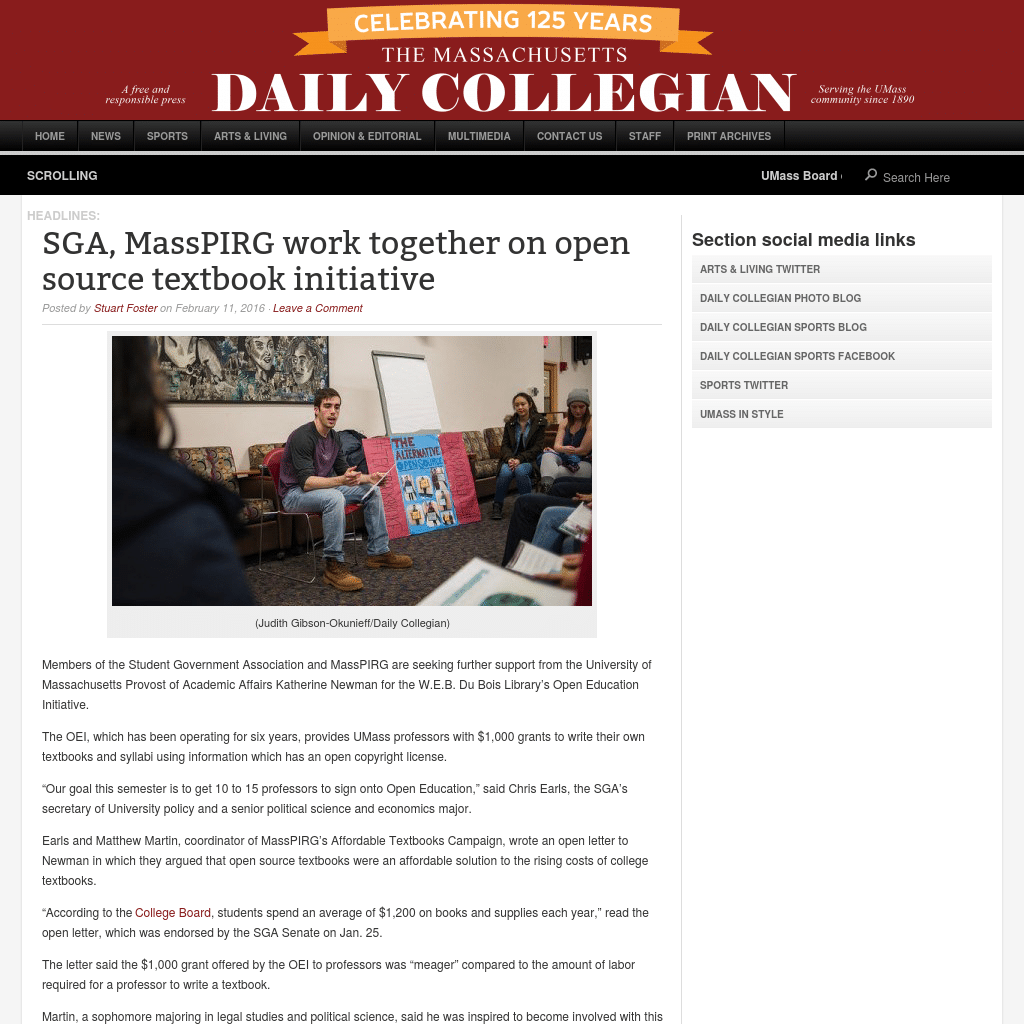 CELEBRATING 125 YEARS
THE MASSACHUSETTS
DAILY COLLEGIAN
A free and
responsible press
Serving the UMass
community since 1890
HOME NEWS SPORTS ARTS & LIVING OPINION & EDITORIAL MULTIMEDIA CONTACT US STAFF PRINT ARCHIVES
SCROLLING
UMass Board
Search Here
HEADLINES:
SGA, MassPIRG work together on open
source textbook initiative
Posted by Stuart Foster on February 11, 2016 · Leave a Comment
THE
ALTERNATIVE
OPEN SOURCE
(Judith Gibson-Okunieff/Daily Collegian)
Members of the Student Government Association and MassPIRG are seeking further support from the University of
Massachusetts Provost of Academic Affairs Katherine Newman for the W.E.B. Du Bois Library’s Open Education
Initiative.
The OEI, which has been operating for six years, provides UMass professors with $1,000 grants to write their own
textbooks and syllabi using information which has an open copyright license.
“Our goal this semester is to get 10 to 15 professors to sign onto Open Education,” said Chris Earls, the SGA’s
secretary of University policy and a senior political science and economics major.
Earls and Matthew Martin, coordinator of MassPIRG’s Affordable Textbooks Campaign, wrote an open letter to
Newman in which they argued that open source textbooks were an affordable solution to the rising costs of college
textbooks.
“According to the College Board, students spend an average of $1,200 on books and supplies each year,” read the
open letter, which was endorsed by the SGA Senate on Jan. 25.
The letter said the $1,000 grant offered by the OEI to professors was “meager” compared to the amount of labor
required for a professor to write a textbook.
Martin, a sophomore majoring in legal studies and political science, said he was inspired to become involved with this
Section social media links
ARTS & LIVING TWITTER
DAILY COLLEGIAN PHOTO BLOG
DAILY COLLEGIAN SPORTS BLOG
DAILY COLLEGIAN SPORTS FACEBOOK
SPORTS TWITTER
UMASS IN STYLE